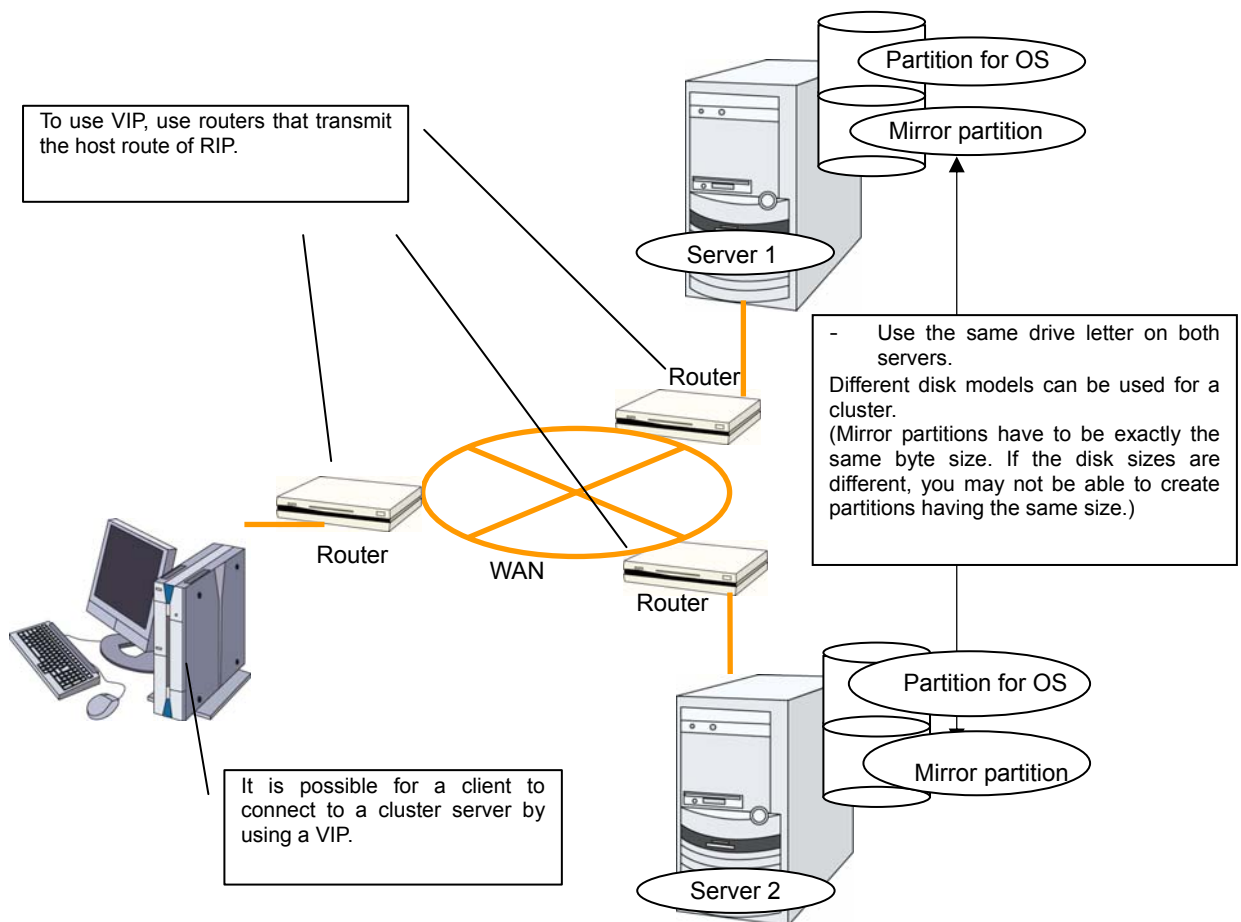 Partition for OS
Mirror partition
To use VIP, use routers that transmit
the host route of RIP.
Server 1
- Use the same drive letter on both
servers.
Different disk models can be used for a
cluster.
(Mirror partitions have to be exactly the
same byte size. If the disk sizes are
different, you may not be able to create
partitions having the same size.)
Router
Router
WAN
Router
Partition for OS
Mirror partition
It is possible for a client to
connect to a cluster server by
using a VIP.
Server 2